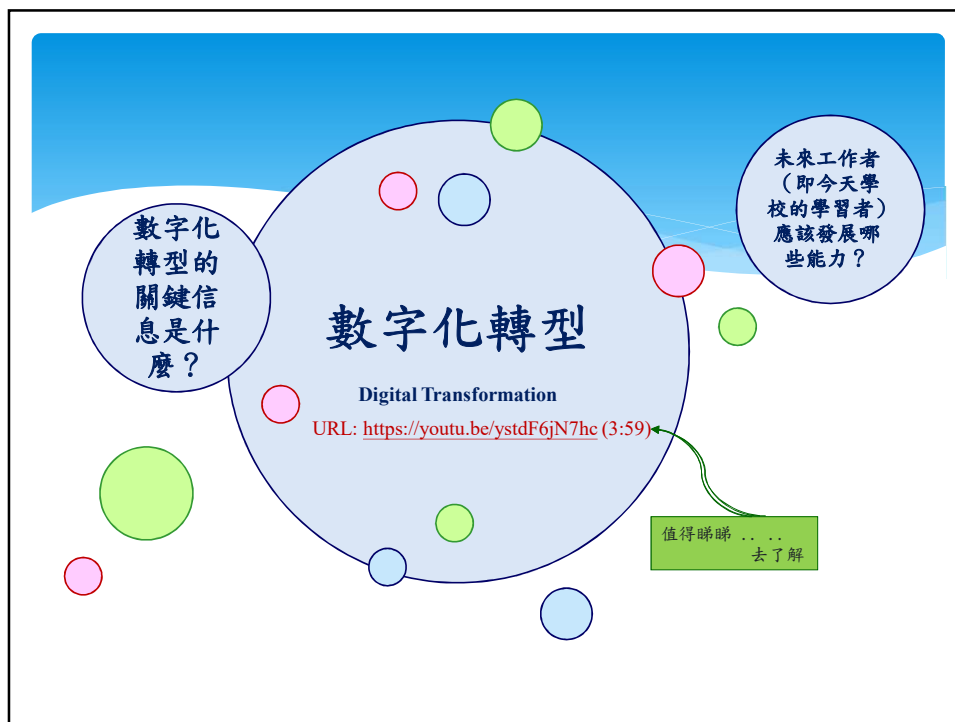 數字化
轉型的
關鍵信
息是什
麼？
未來工作者
（即今天學
校的學習者）
應該發展哪
些能力？
數字化轉型
Digital Transformation
URL: https://youtu.be/ystdF6jN7hc (3:59)
值得睇睇 .. ..
去了解